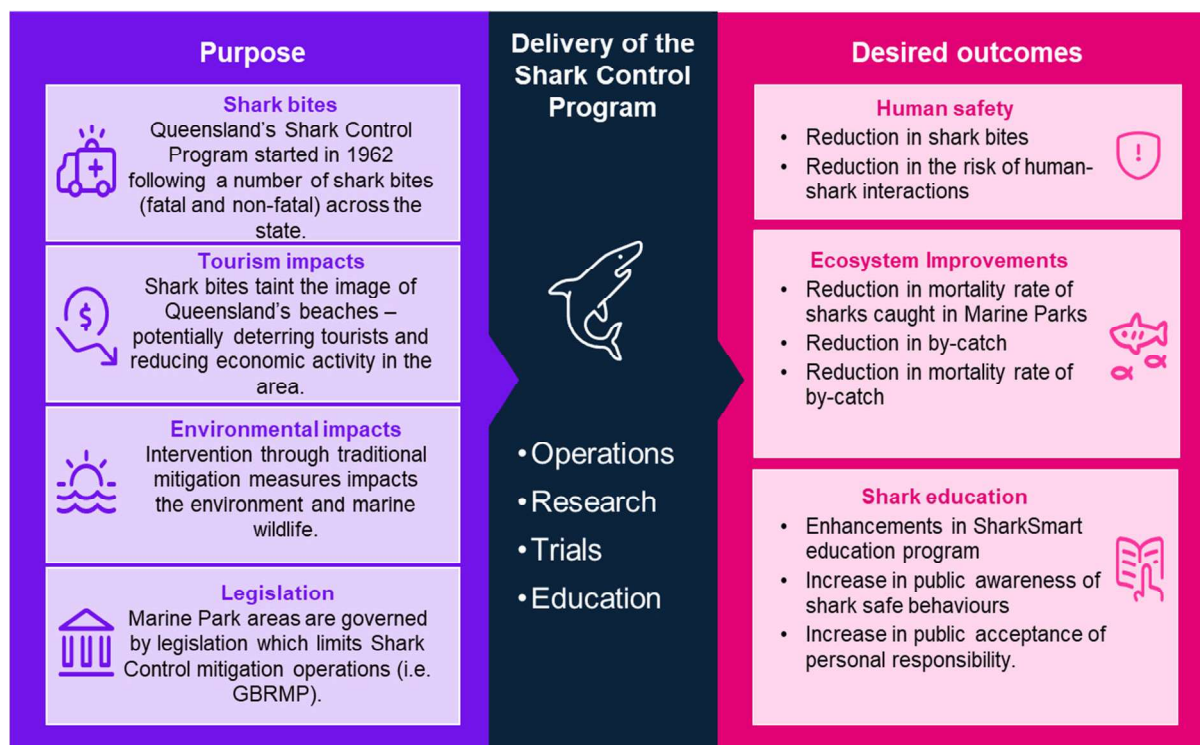 Purpose
Shark bites
Queensland's Shark Control
Program started in 1962
following a number of shark bites
(fatal and non-fatal) across the
state.
Tourism impacts
Shark bites taint the image of
Queensland's beaches –
potentially deterring tourists and
reducing economic activity in the
area.
Environmental impacts
Intervention through traditional
mitigation measures impacts
the environment and marine
wildlife.
Legislation
Marine Park areas are governed
by legislation which limits Shark
Control mitigation operations (i.e.
GBRMP).
Delivery of the
Shark Control
Program
• Operations
• Research
• Trials
• Education
Desired outcomes
Human safety
• Reduction in shark bites
• Reduction in the risk of human-
shark interactions
Ecosystem Improvements
• Reduction in mortality rate of
sharks caught in Marine Parks
• Reduction in by-catch
• Reduction in mortality rate of
by-catch
Shark education
• Enhancements in SharkSmart
education program
• Increase in public awareness of
shark safe behaviours
• Increase in public acceptance of
personal responsibility.